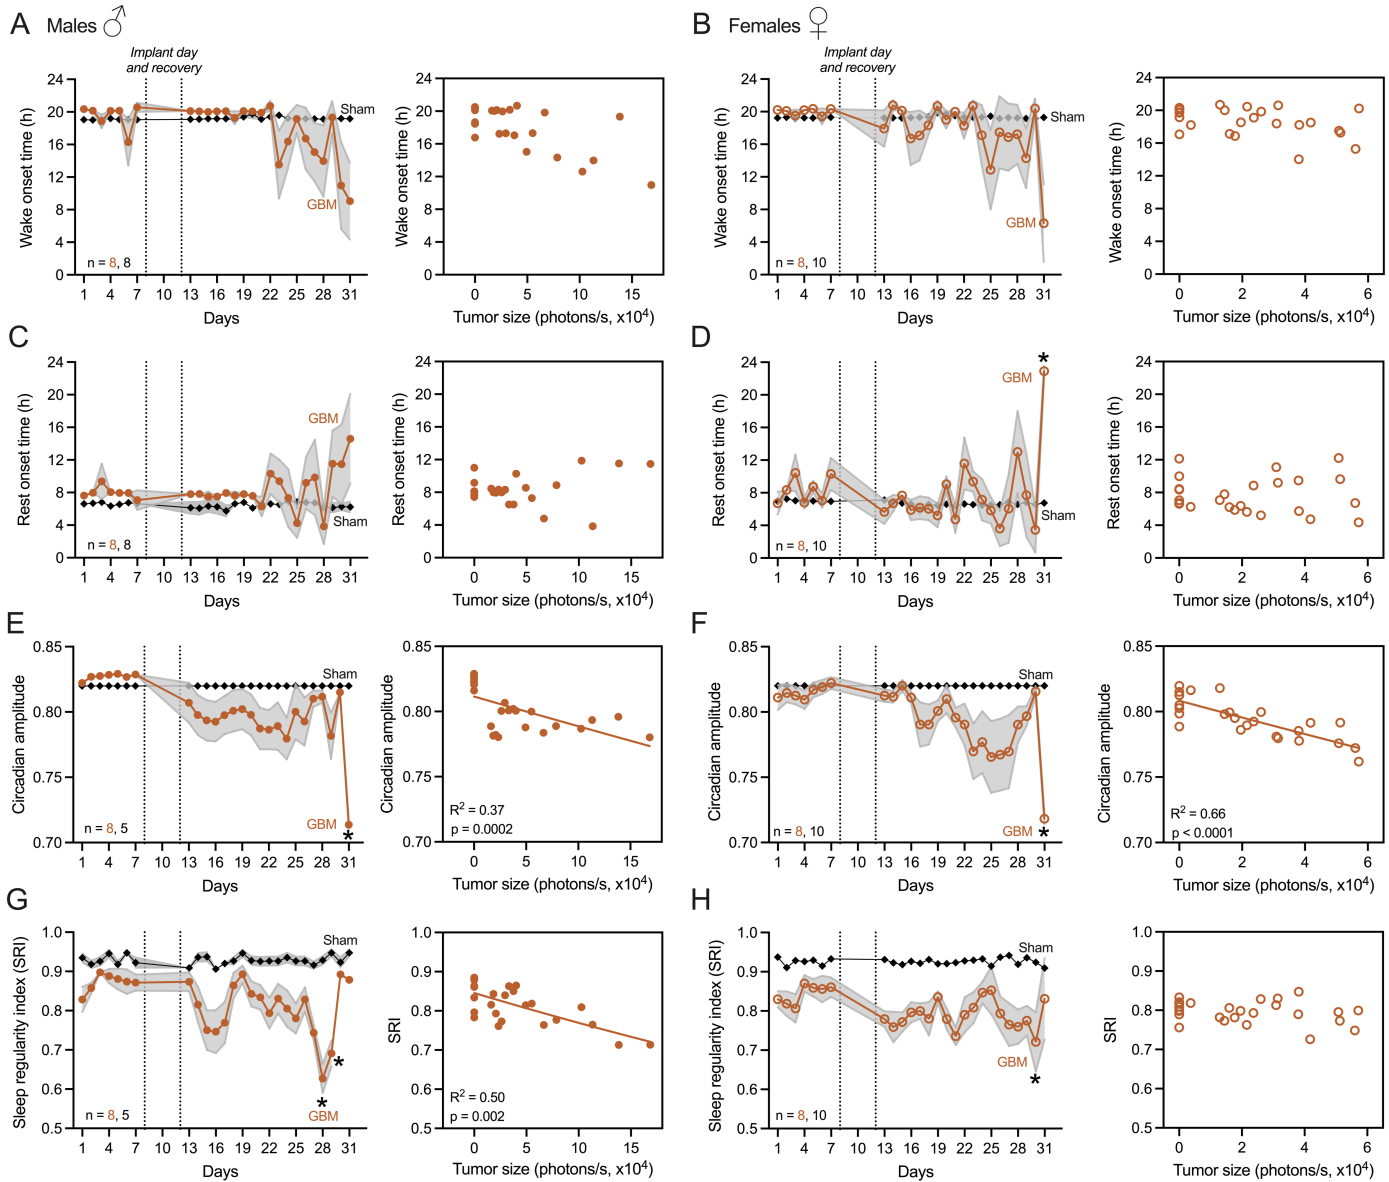 A Males ♂
Implant day
and recovery
Wake onset time (h)
24
20
16
12
8
4
0
Sham
GBM
n = 8, 8
1 4 7 10 13 16 19 22 25 28 31
Days
Wake onset time (h)
24
20
16
12
8
4
0
0 5 10 15
Tumor size (photons/s, x10⁴)
B Females ♀
Implant day
and recovery
Wake onset time (h)
24
20
16
12
8
4
0
Sham
GBM
n = 8, 10
1 4 7 10 13 16 19 22 25 28 31
Days
Wake onset time (h)
24
20
16
12
8
4
0
0 2 4 6
Tumor size (photons/s, x10⁴)
C
Rest onset time (h)
24
20
16
12
8
4
0
GBM
Sham
n = 8, 8
1 4 7 10 13 16 19 22 25 28 31
Days
Rest onset time (h)
24
20
16
12
8
4
0
0 5 10 15
Tumor size (photons/s, x10⁴)
D
Rest onset time (h)
24
20
16
12
8
4
0
*
GBM
Sham
n = 8, 10
1 4 7 10 13 16 19 22 25 28 31
Days
Rest onset time (h)
24
20
16
12
8
4
0
0 2 4 6
Tumor size (photons/s, x10⁴)
E
Circadian amplitude
0.85
0.80
0.75
0.70
Sham
GBM
*
n = 8, 5
1 4 7 10 13 16 19 22 25 28 31
Days
Circadian amplitude
0.85
0.80
0.75
0.70
R² = 0.37
p = 0.0002
0 5 10 15
Tumor size (photons/s, x10⁴)
F
Circadian amplitude
0.85
0.80
0.75
0.70
Sham
GBM
*
n = 8, 10
1 4 7 10 13 16 19 22 25 28 31
Days
Circadian amplitude
0.85
0.80
0.75
0.70
R² = 0.66
p < 0.0001
0 2 4 6
Tumor size (photons/s, x10⁴)
G
Sleep regularity index (SRI)
1.0
0.9
0.8
0.7
0.6
0.5
Sham
*
*
GBM
n = 8, 5
1 4 7 10 13 16 19 22 25 28 31
Days
SRI
1.0
0.9
0.8
0.7
0.6
0.5
R² = 0.50
p = 0.002
0 5 10 15
Tumor size (photons/s, x10⁴)
H
Sleep regularity index (SRI)
1.0
0.9
0.8
0.7
0.6
0.5
Sham
GBM
*
n = 8, 10
1 4 7 10 13 16 19 22 25 28 31
Days
SRI
1.0
0.9
0.8
0.7
0.6
0.5
0 2 4 6
Tumor size (photons/s, x10⁴)